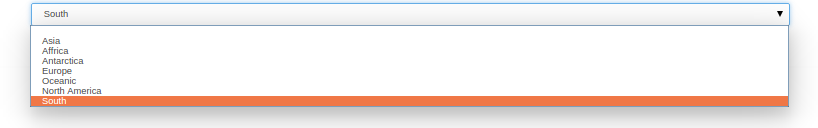 South
Asia
Affrica
Antarctica
Europe
Oceanic
North America
South